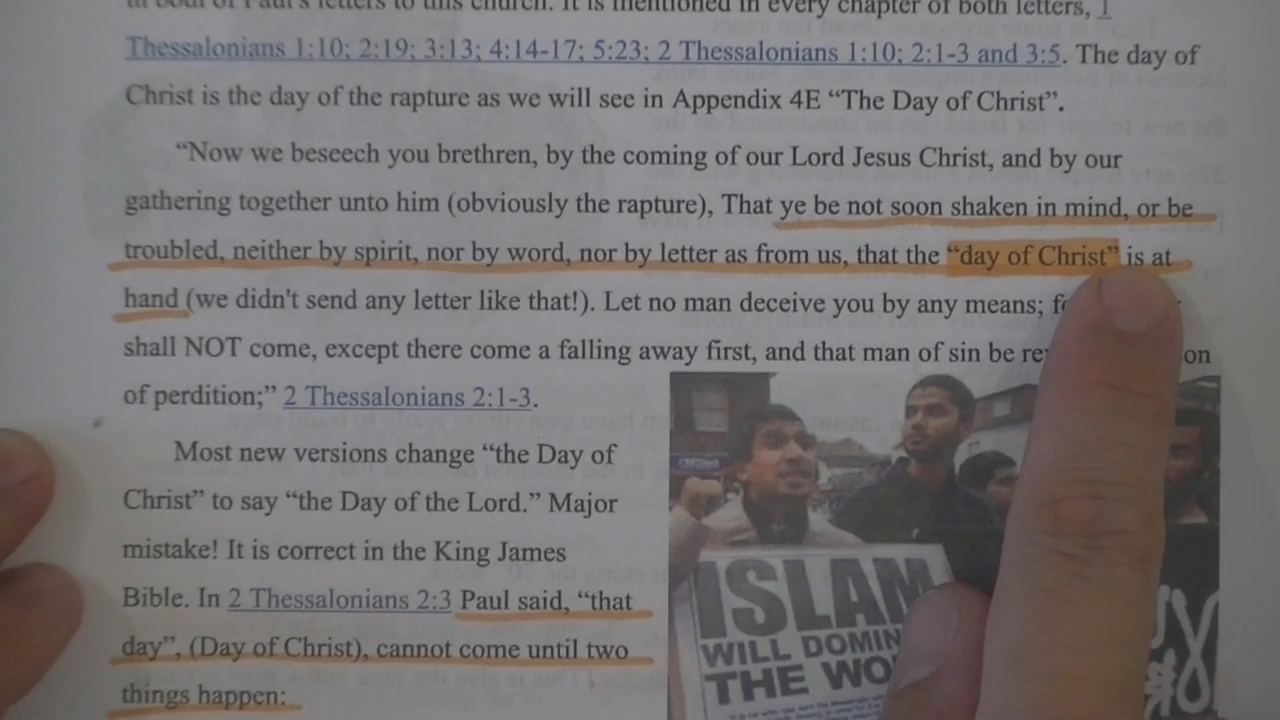 in both of Paul's letters to this church. It is mentioned in every chapter of both letters, 1
Thessalonians 1:10; 2:19; 3:13; 4:14-17; 5:23; 2 Thessalonians 1:10; 2:1-3 and 3:5. The day of
Christ is the day of the rapture as we will see in Appendix 4E “The Day of Christ”.
“Now we beseech you brethren, by the coming of our Lord Jesus Christ, and by our
gathering together unto him (obviously the rapture), That ye be not soon shaken in mind, or be
troubled, neither by spirit, nor by word, nor by letter as from us, that the “day of Christ” is at
hand (we didn't send any letter like that!). Let no man deceive you by any means;
shall NOT come, except there come a falling away first, and that man of sin be
of perdition;” 2 Thessalonians 2:1-3.
Most new versions change “the Day of
Christ” to say “the Day of the Lord.” Major
mistake! It is correct in the King James
Bible. In 2 Thessalonians 2:3 Paul said, “that
day”, (Day of Christ), cannot come until two
things happen:
ISLAM
WILL DOMIN
THE WO